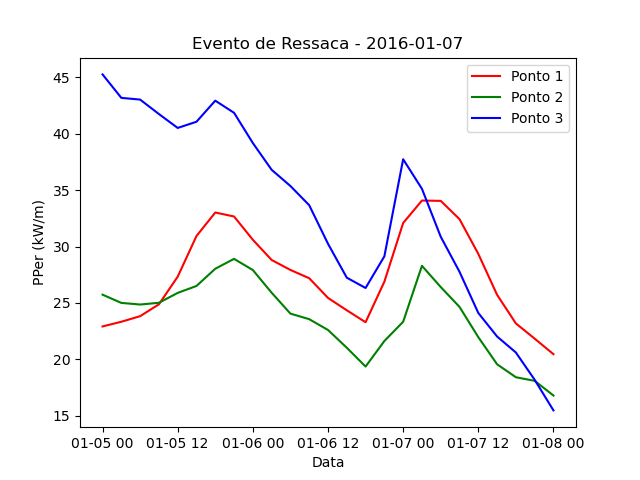 Evento de Ressaca - 2016-01-07
Ponto 1
Ponto 2
Ponto 3
PPer (kW/m)
45
40
35
30
25
20
15
01-05 00 01-05 12 01-06 00 01-06 12 01-07 00 01-07 12 01-08 00
Data